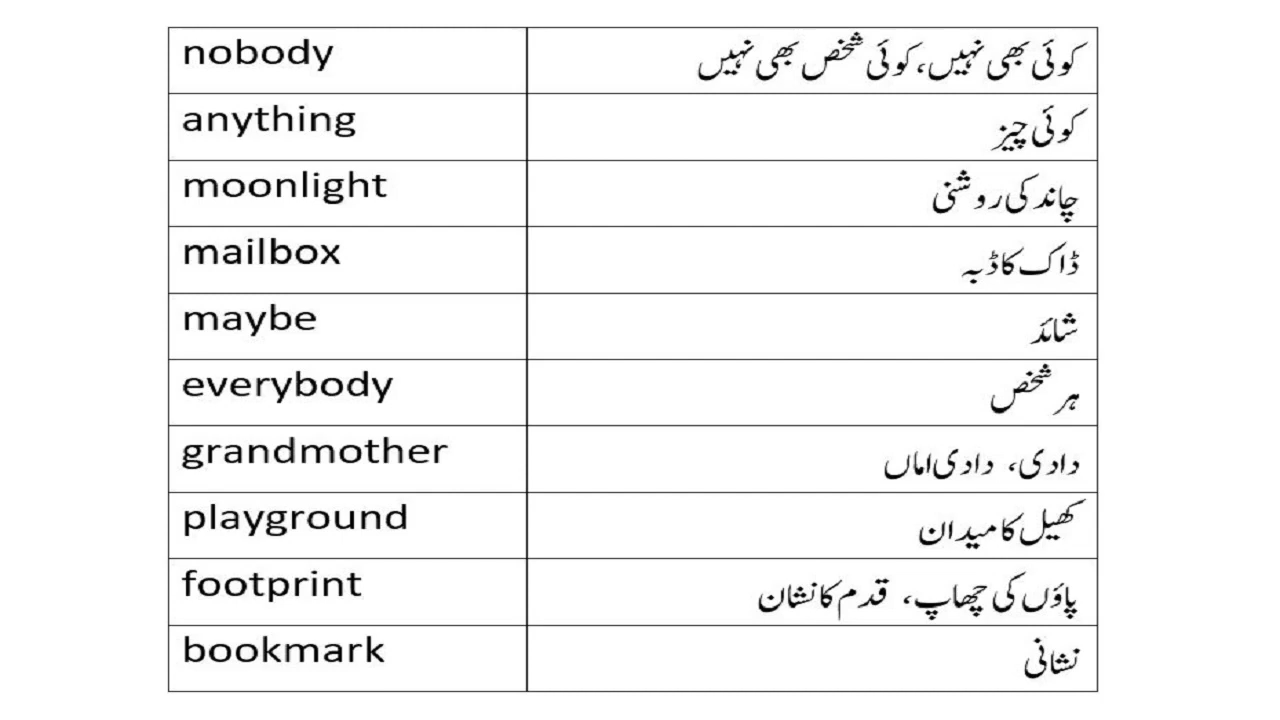 nobody کوئی بھی نہیں، کوئی شخص بھی نہیں
anything کوئی چیز
moonlight چاند کی روشنی
mailbox ڈاک کا ڈبہ
maybe شائد
everybody ہر شخص
grandmother دادی، دادی اماں
playground کھیل کا میدان
footprint پاؤں کی چھاپ، قدم کا نشان
bookmark نشانی